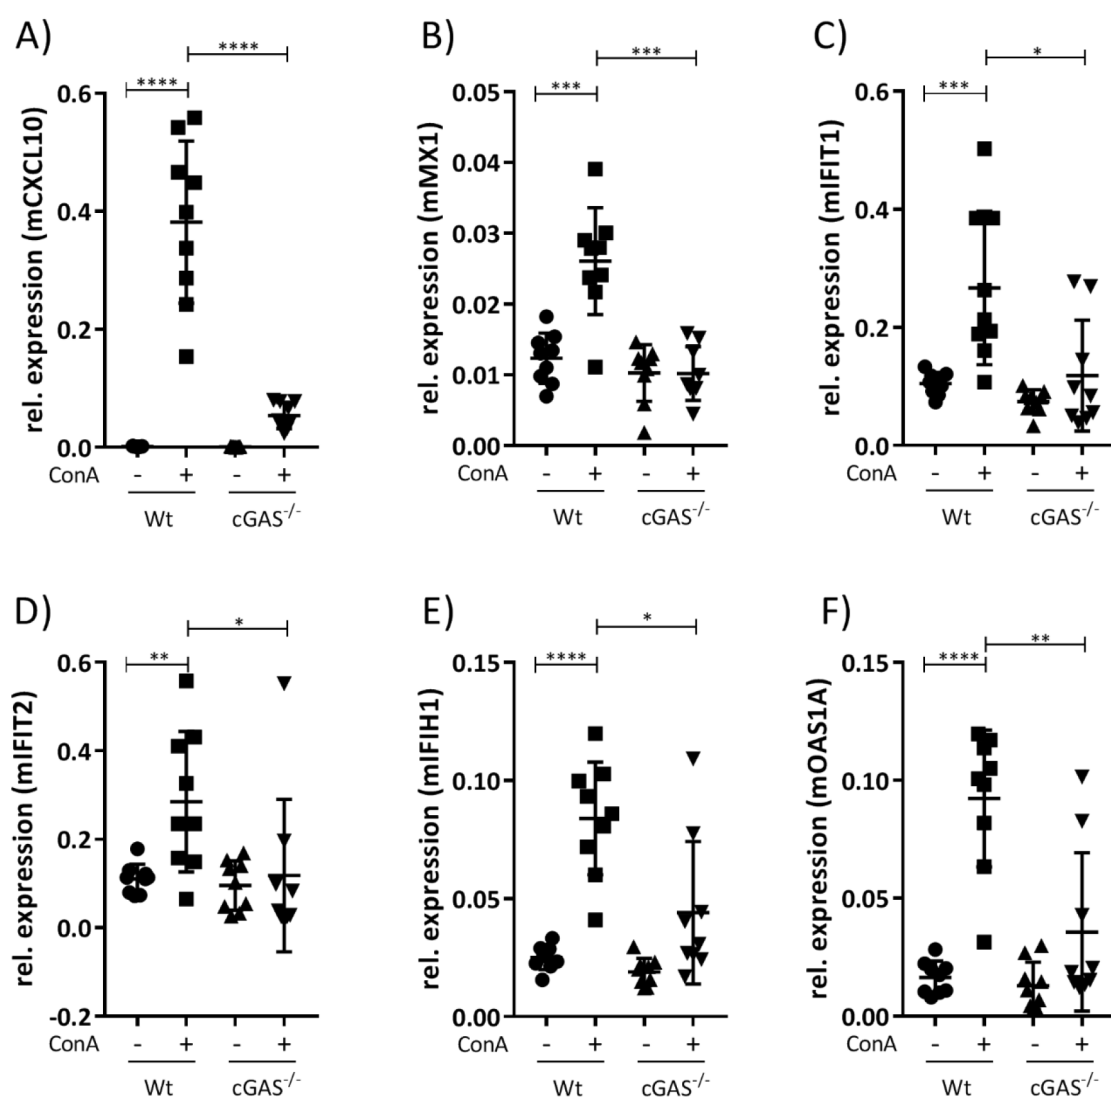 A)
****
****
rel. expression (mCXCL10)
0.6
0.4
0.2
0.0
ConA - + - +
Wt cGAS-/-
B)
***
***
rel. expression (mMX1)
0.05
0.04
0.03
0.02
0.01
0.00
ConA - + - +
Wt cGAS-/-
C)
*
***
rel. expression (mIFIT1)
0.6
0.4
0.2
0.0
ConA - + - +
Wt cGAS-/-
D)
*
**
rel. expression (mIFIT2)
0.6
0.4
0.2
0.0
-0.2
ConA - + - +
Wt cGAS-/-
E)
*
****
rel. expression (mIFIH1)
0.15
0.10
0.05
0.00
ConA - + - +
Wt cGAS-/-
F)
**
****
rel. expression (mOAS1A)
0.15
0.10
0.05
0.00
ConA - + - +
Wt cGAS-/-